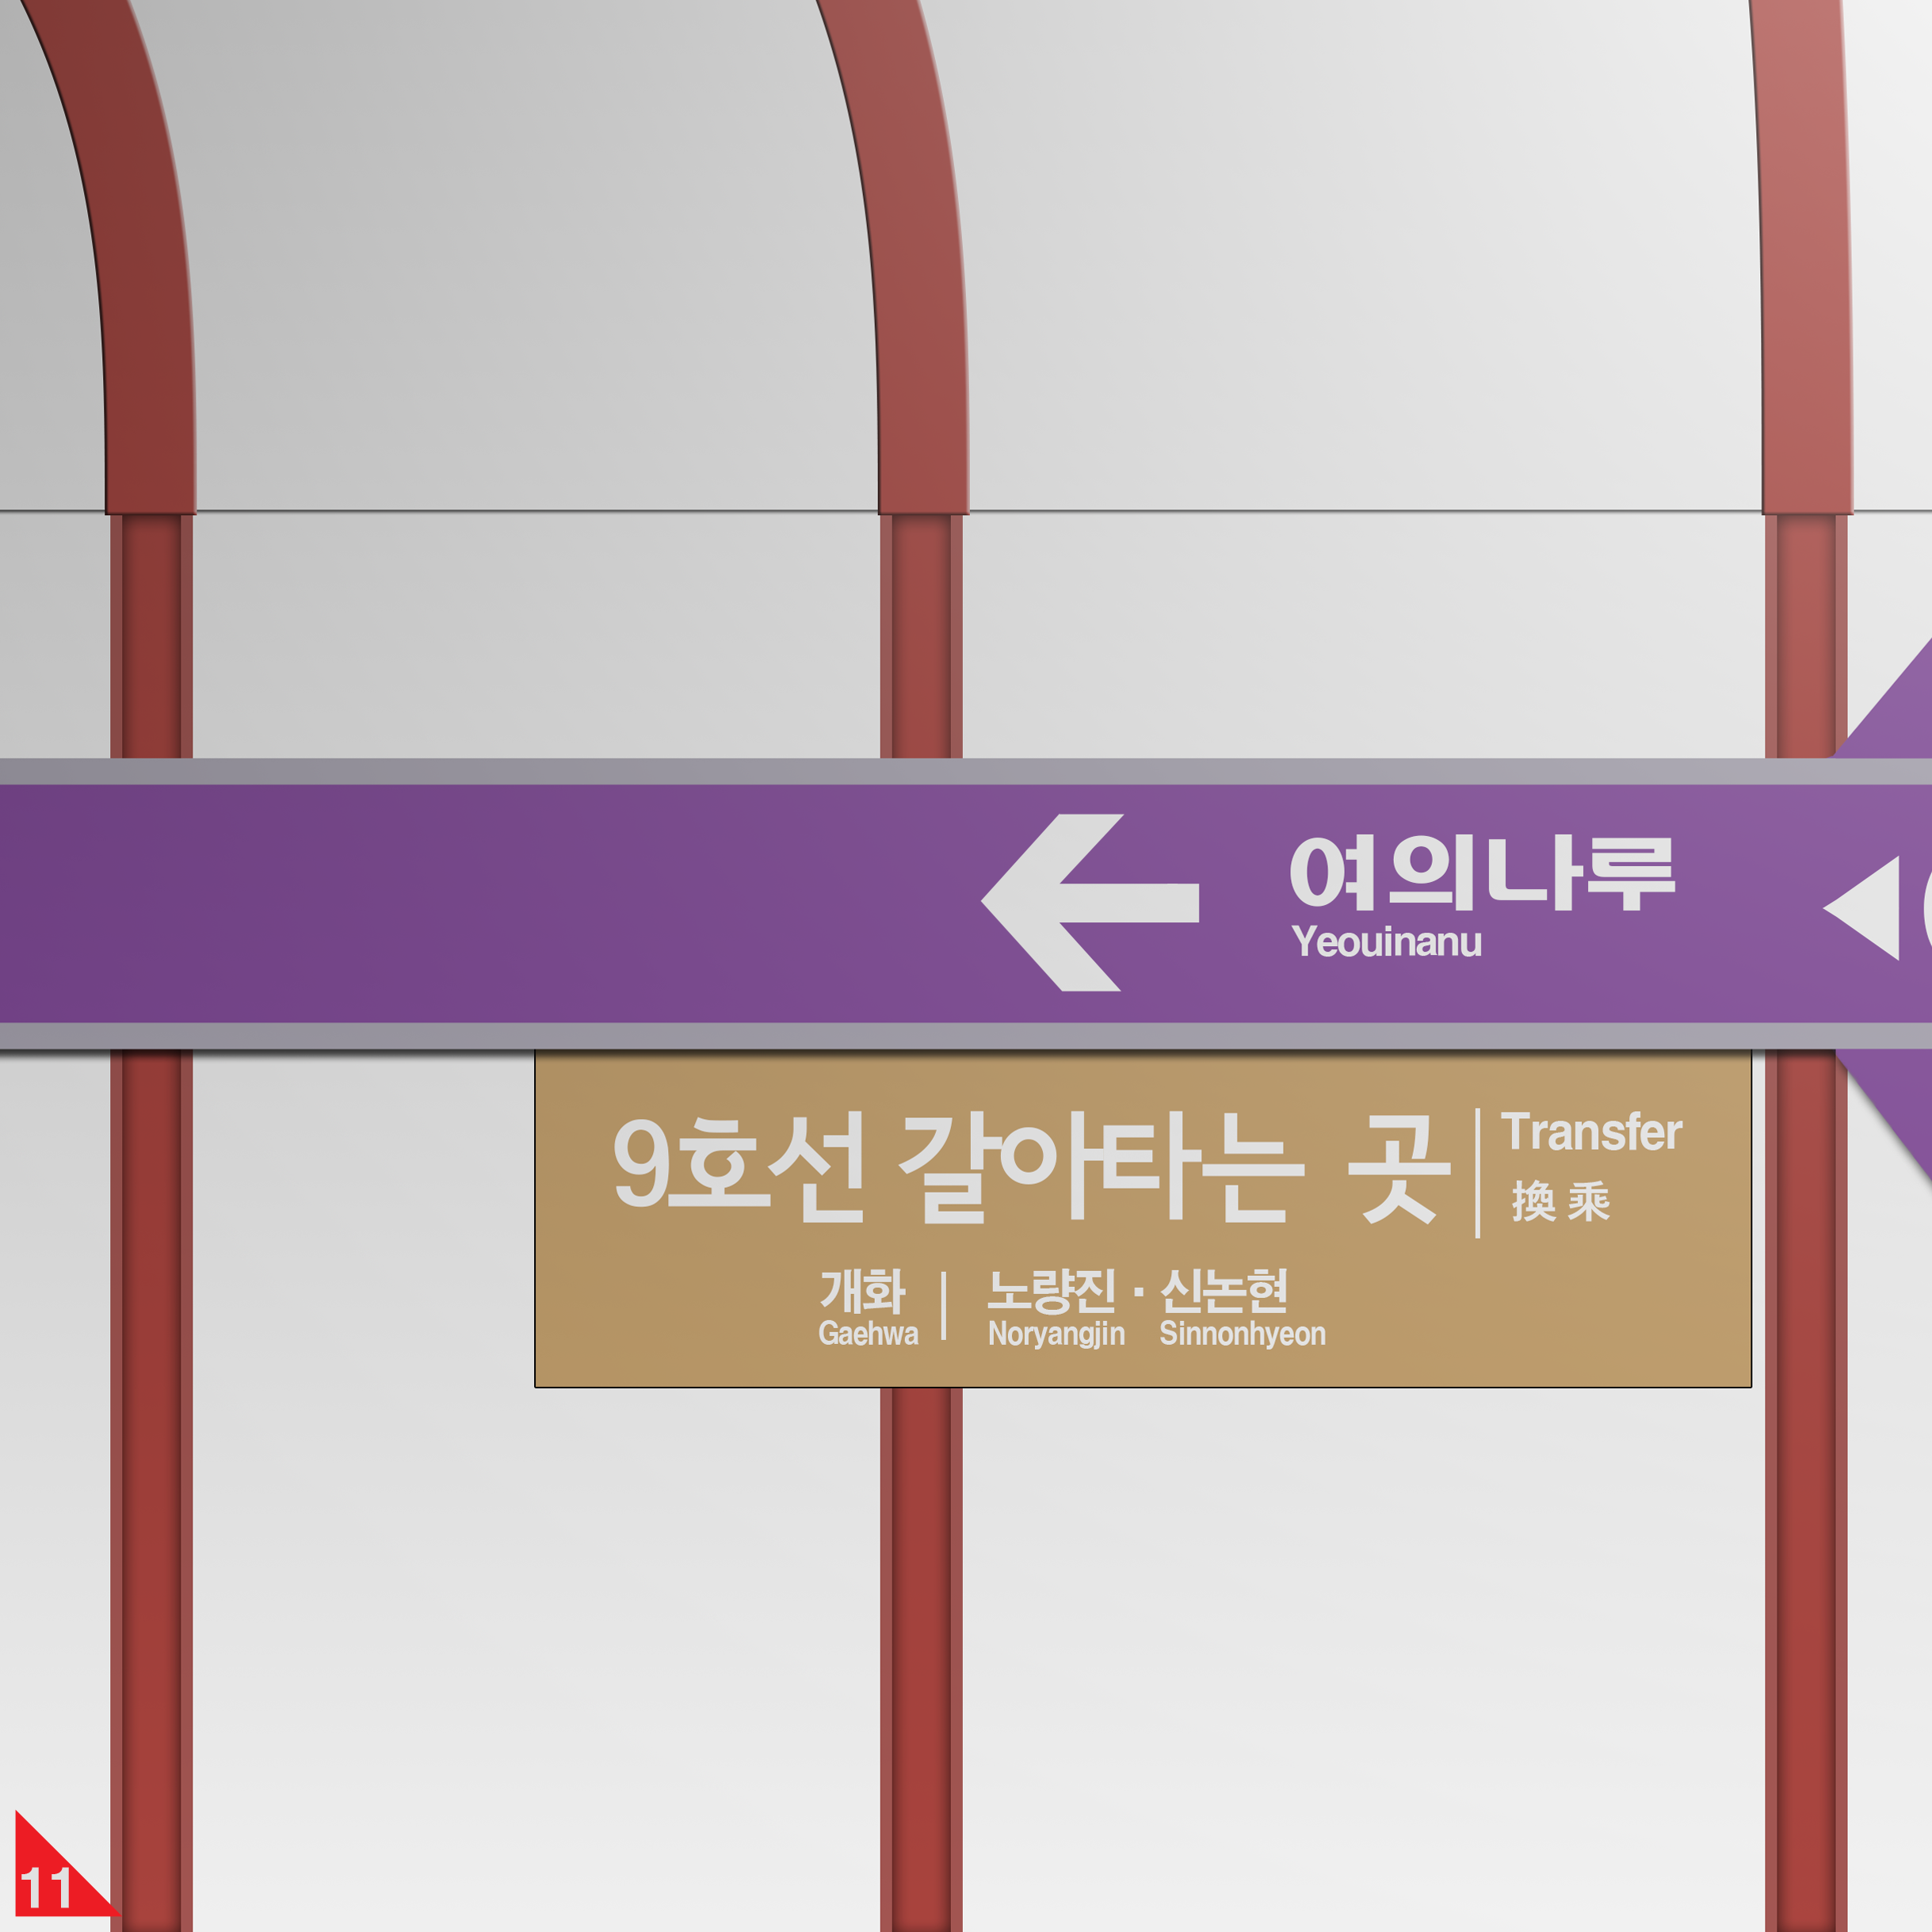 여의나루
Yeouinanu
9호선 갈아타는 곳 Transfer
換乘
개화 노량진 · 신논현
Gaehwa Noryangjin Sinnonhyeon
11